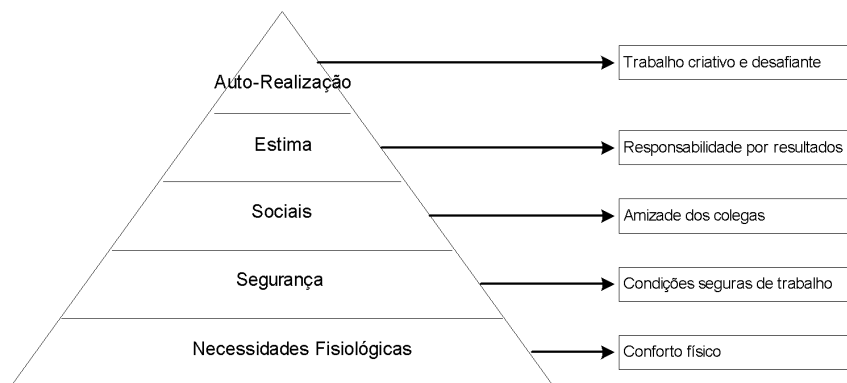 Auto-Realização
Trabalho criativo e desafiante
Estima
Responsabilidade por resultados
Sociais
Amizade dos colegas
Segurança
Condições seguras de trabalho
Necessidades Fisiológicas
Conforto físico